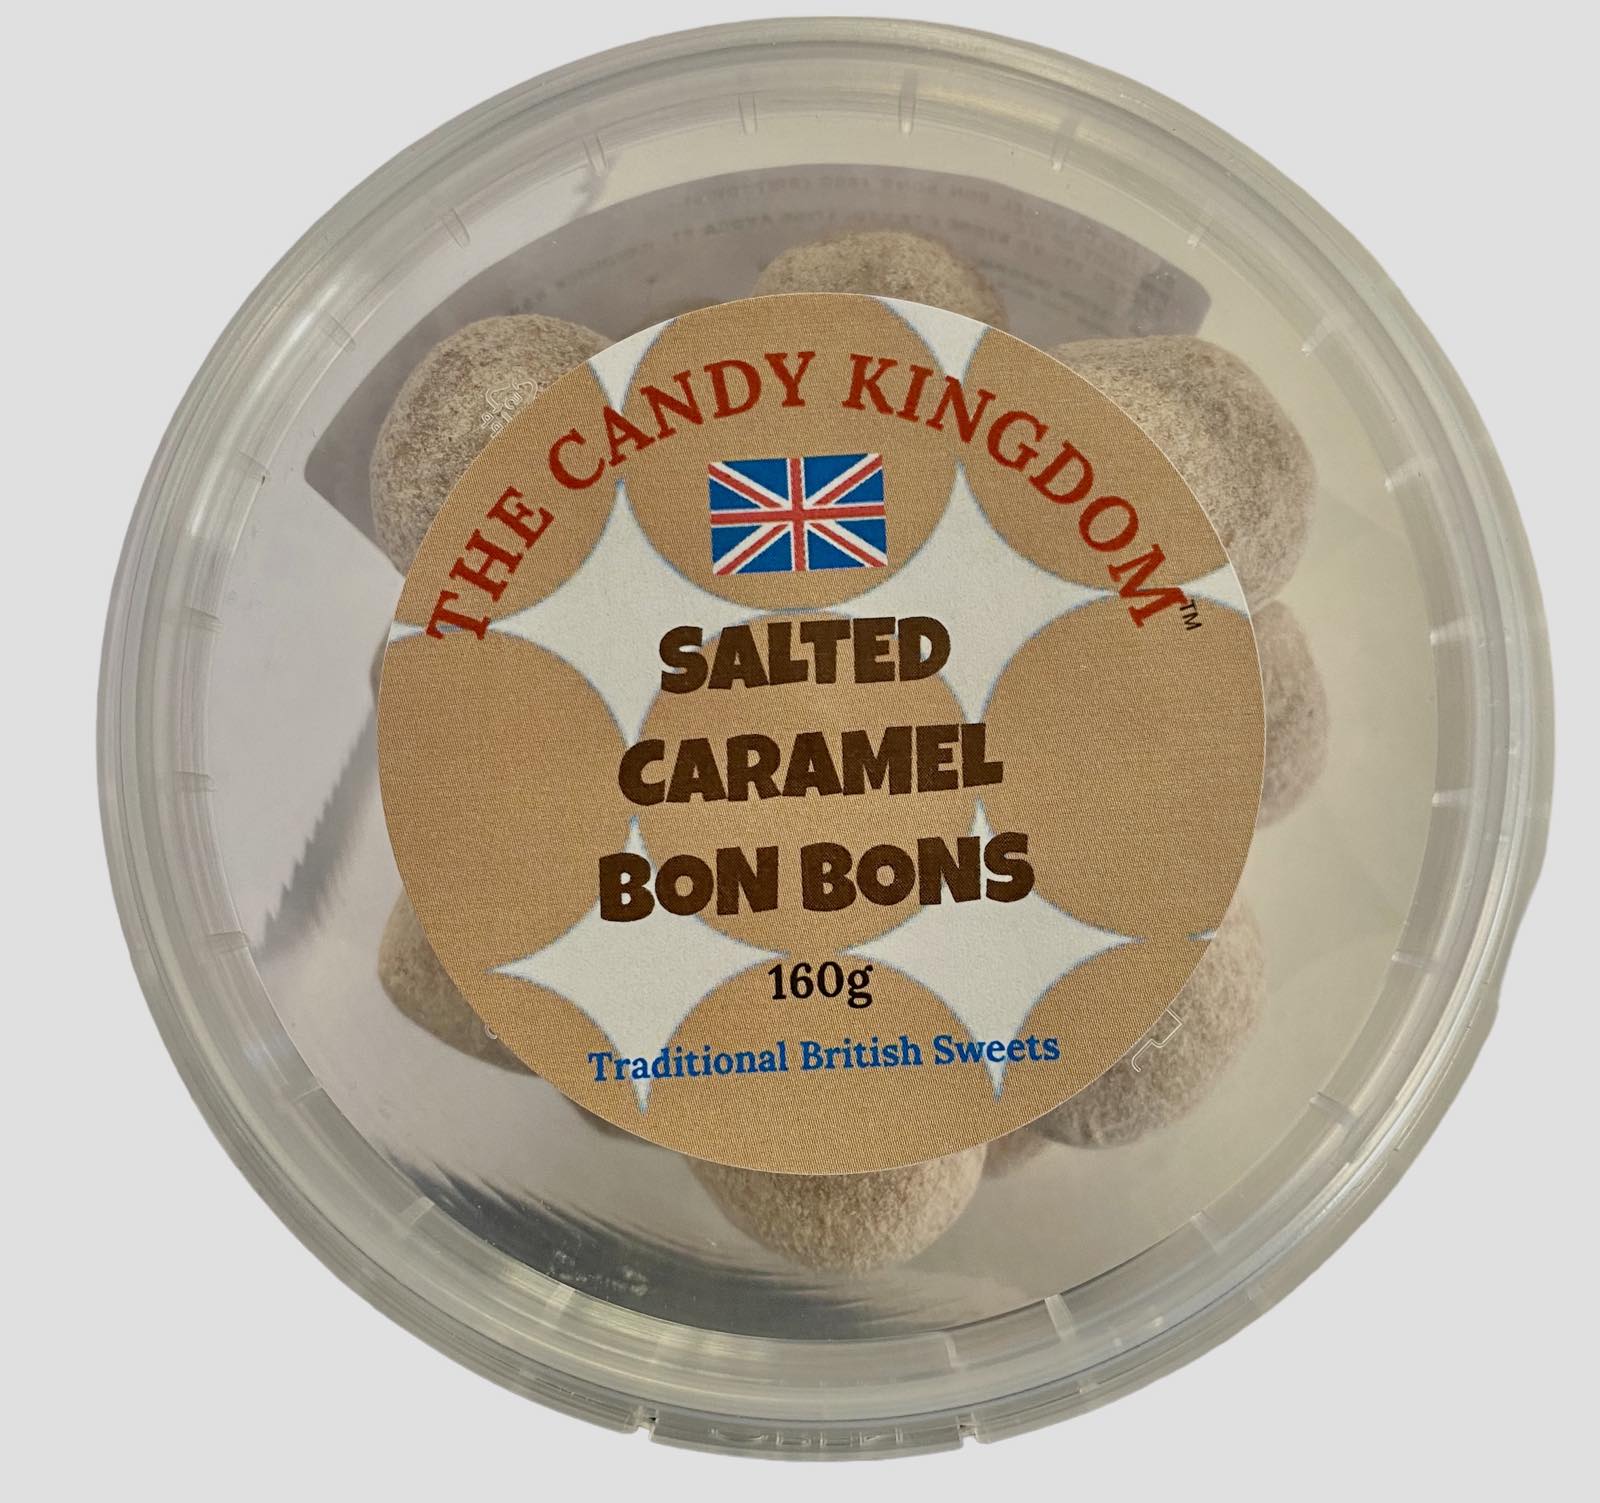 THE CANDY KINGDOM™
SALTED
CARAMEL
BON BONS
160g
Traditional British Sweets